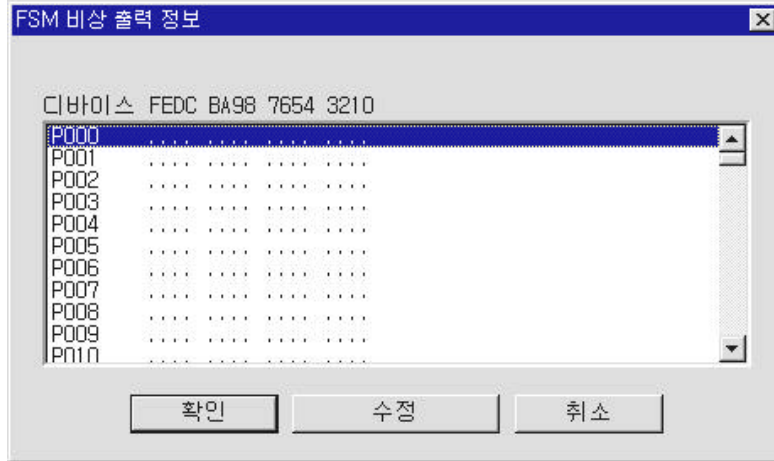 FSM 비상 출력 정보
디바이스 FEDC BA98 7654 3210
P000 .... .... .... ....
P001 .... .... .... ....
P002 .... .... .... ....
P003 .... .... .... ....
P004 .... .... .... ....
P005 .... .... .... ....
P006 .... .... .... ....
P007 .... .... .... ....
P008 .... .... .... ....
P009 .... .... .... ....
P010 .... .... .... ....
확인 수정 취소